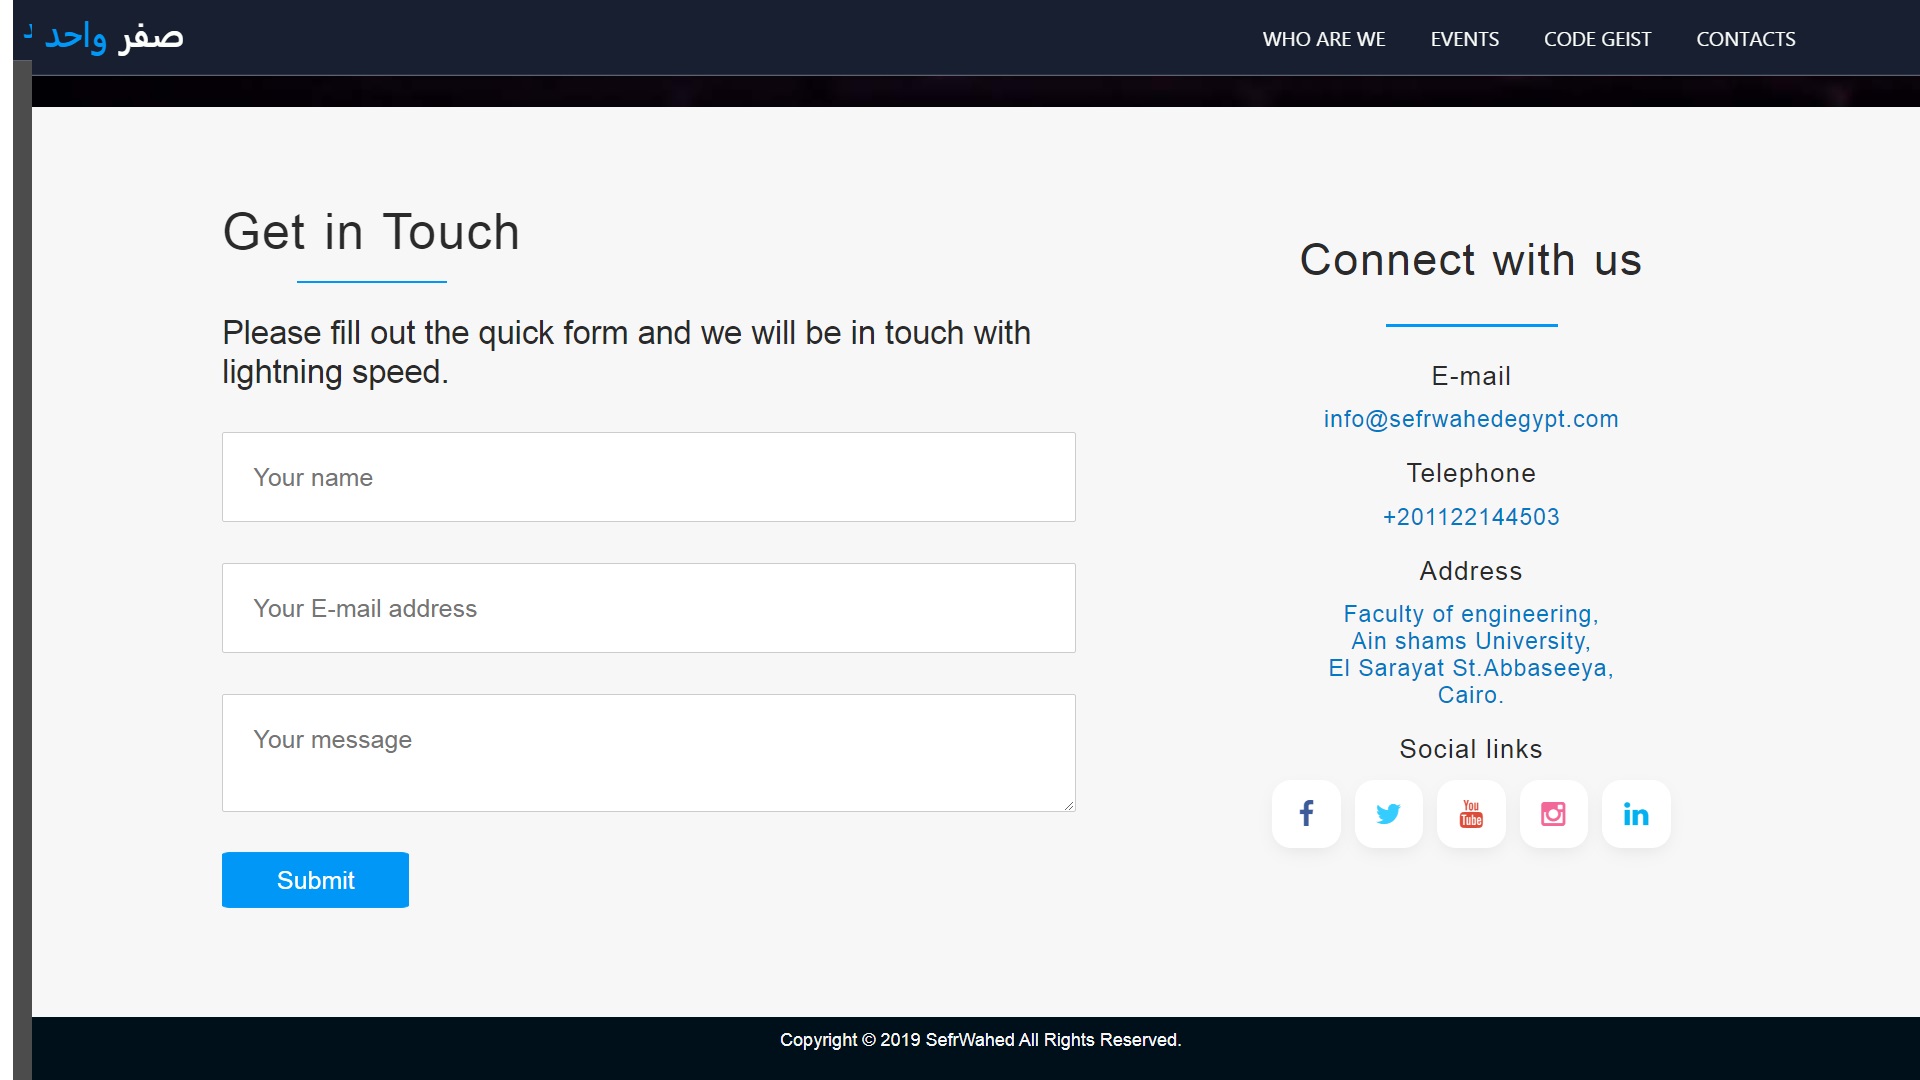 صفر واحد
WHO ARE WE
EVENTS
CODE GEIST
CONTACTS
Get in Touch
Please fill out the quick form and we will be in touch with
lightning speed.
Your name
Your E-mail address
Your message
Submit
Connect with us
E-mail
info@sefrwahedegypt.com
Telephone
+201122144503
Address
Faculty of engineering,
Ain shams University,
El Sarayat St.Abbaseeya,
Cairo.
Social links
You
Tube
Copyright © 2019 SefrWahed All Rights Reserved.